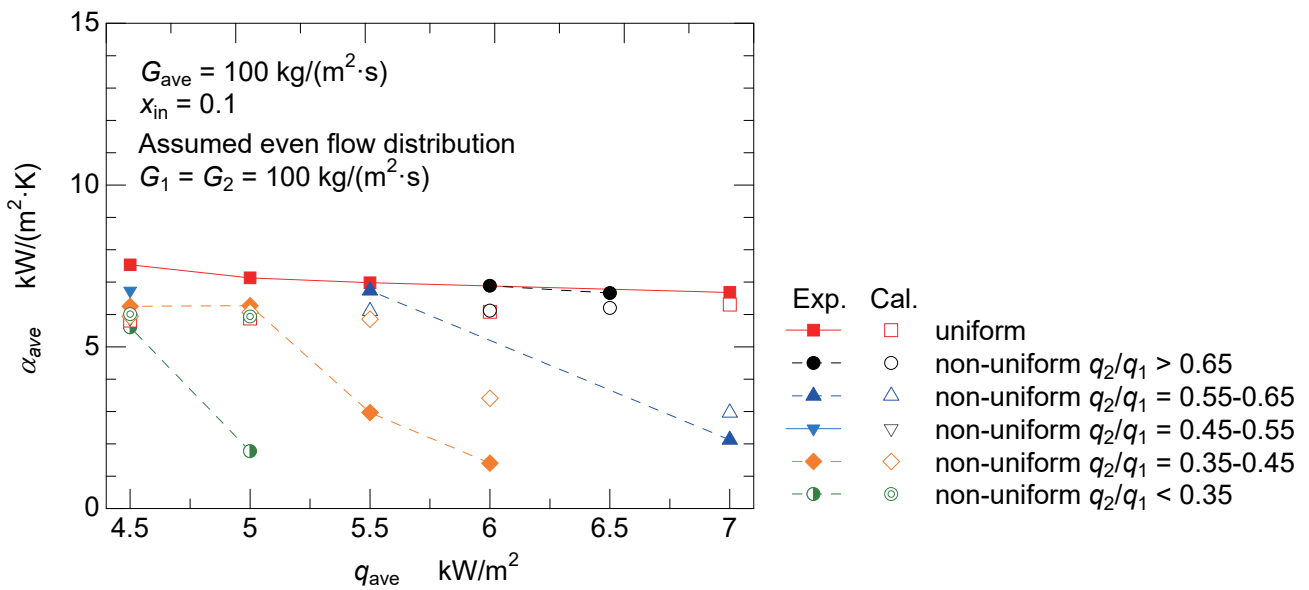 15
10
5
0
α_ave kW/(m²·K)
G_ave = 100 kg/(m²·s)
x_in = 0.1
Assumed even flow distribution
G₁ = G₂ = 100 kg/(m²·s)
4.5 5 5.5 6 6.5 7
q_ave kW/m²
Exp. Cal.
uniform
non-uniform q₂/q₁ > 0.65
non-uniform q₂/q₁ = 0.55-0.65
non-uniform q₂/q₁ = 0.45-0.55
non-uniform q₂/q₁ = 0.35-0.45
non-uniform q₂/q₁ < 0.35